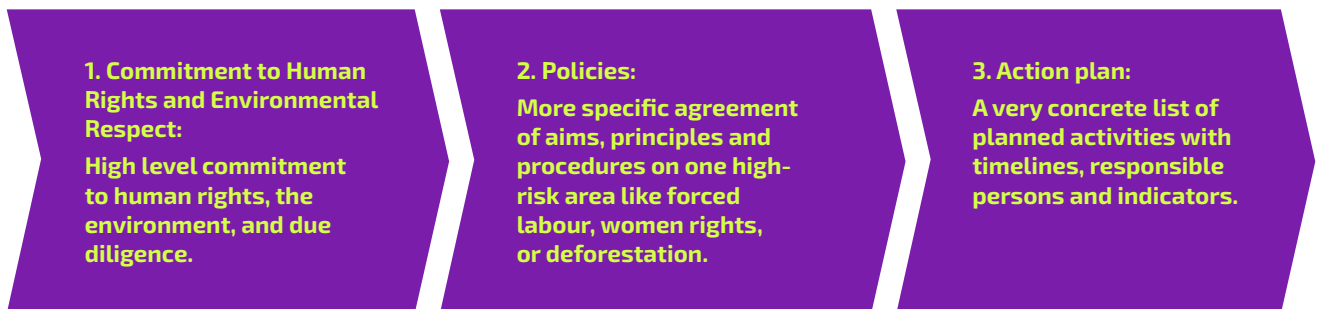 1. Commitment to Human
Rights and Environmental
Respect:
High level commitment
to human rights, the
environment, and due
diligence.
2. Policies:
More specific agreement
of aims, principles and
procedures on one high-
risk area like forced
labour, women rights,
or deforestation.
3. Action plan:
A very concrete list of
planned activities with
timelines, responsible
persons and indicators.